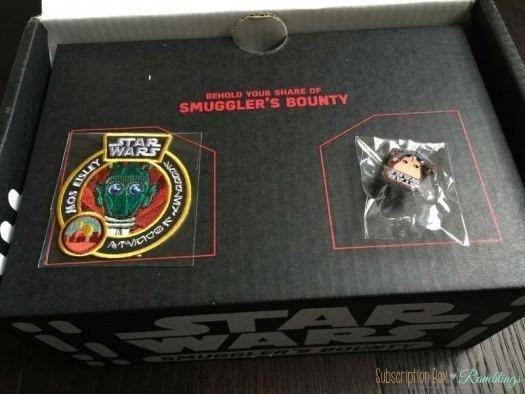 BEHOLD YOUR SHARE OF
SMUGGLER'S BOUNTY
STAR
WARS
MOS EISLEY
STAR
WARS
SMUGGLER'S BOUNTY
Subscription Box Ramblings